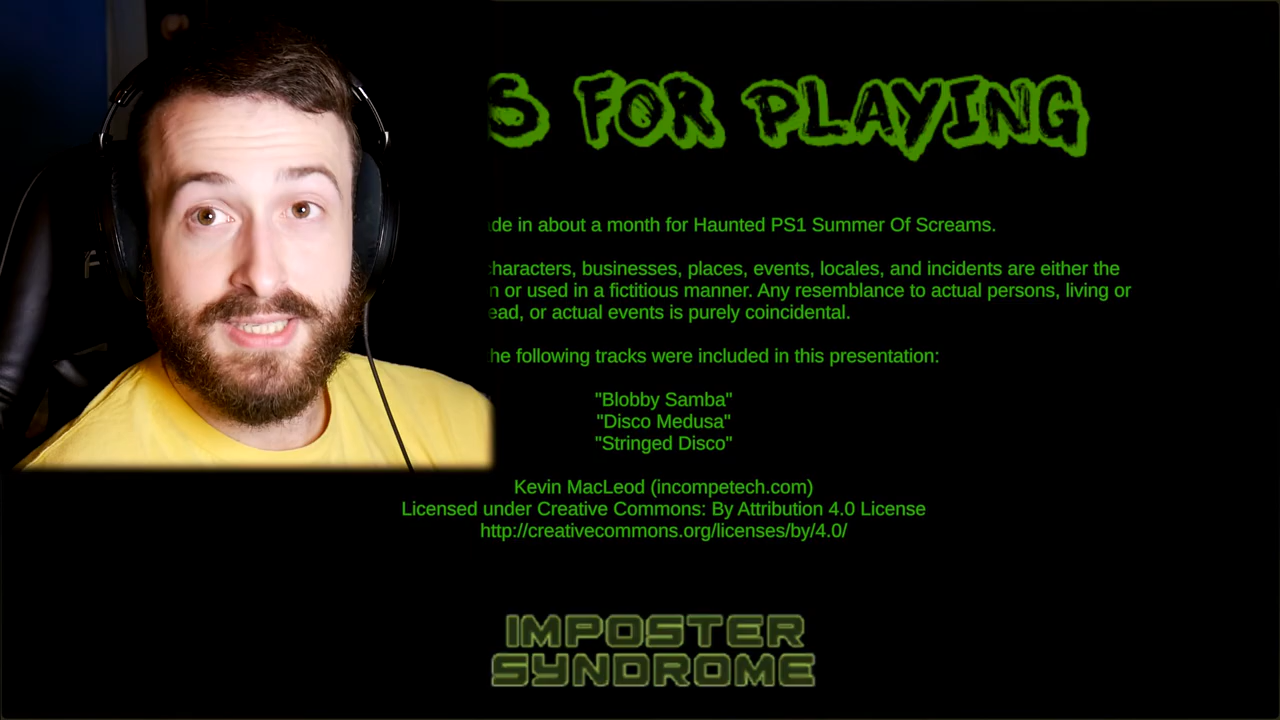 S FOR PLAYING
de in about a month for Haunted PS1 Summer Of Screams.
characters, businesses, places, events, locales, and incidents are either the
n or used in a fictitious manner. Any resemblance to actual persons, living or
ead, or actual events is purely coincidental.
he following tracks were included in this presentation:
"Blobby Samba"
"Disco Medusa"
"Stringed Disco"
Kevin MacLeod (incompetech.com)
Licensed under Creative Commons: By Attribution 4.0 License
http://creativecommons.org/licenses/by/4.0/
IMPOSTER
SYNDROME